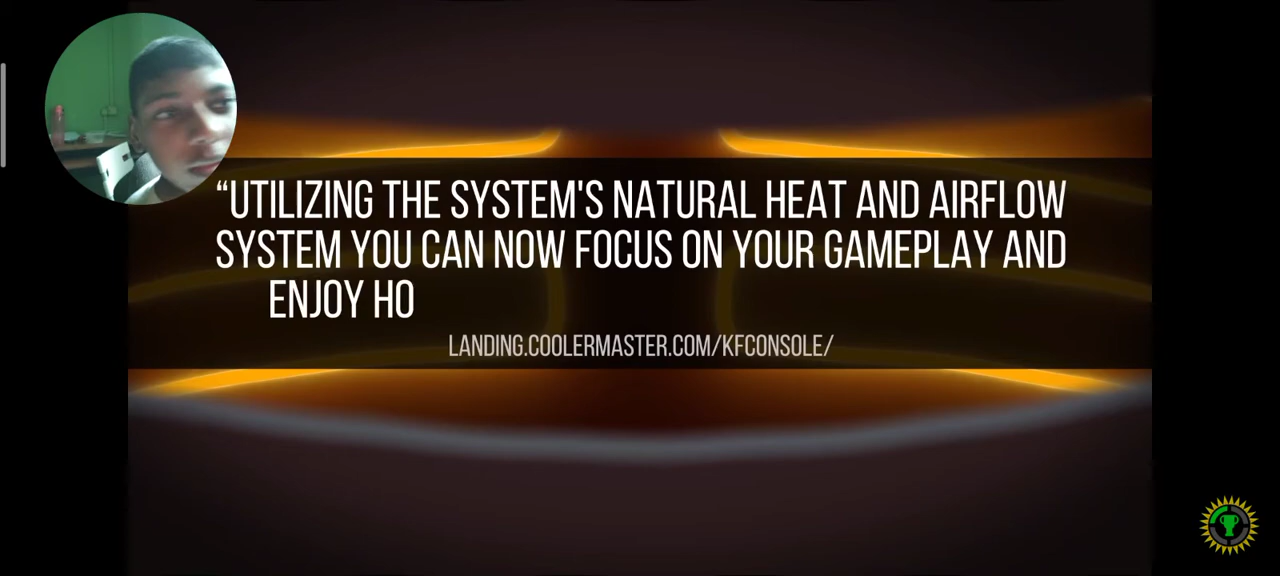 “UTILIZING THE SYSTEM'S NATURAL HEAT AND AIRFLOW
SYSTEM YOU CAN NOW FOCUS ON YOUR GAMEPLAY AND
ENJOY HO
LANDING.COOLERMASTER.COM/KFCONSOLE/